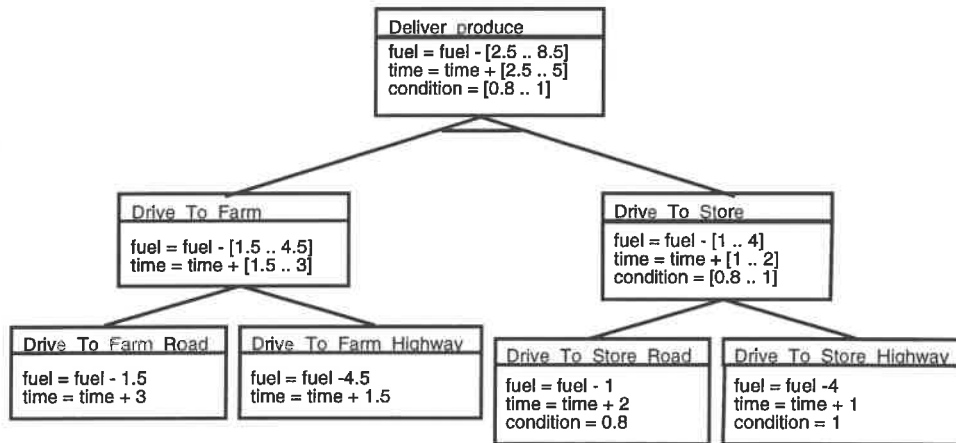 Deliver produce
fuel = fuel - [2.5 .. 8.5]
time = time + [2.5 .. 5]
condition = [0.8 .. 1]
Drive To Farm
fuel = fuel - [1.5 .. 4.5]
time = time + [1.5 .. 3]
Drive To Store
fuel = fuel - [1 .. 4]
time = time + [1 .. 2]
condition = [0.8 .. 1]
Drive To Farm Road
fuel = fuel - 1.5
time = time + 3
Drive To Farm Highway
fuel = fuel -4.5
time = time + 1.5
Drive To Store Road
fuel = fuel - 1
time = time + 2
condition = 0.8
Drive To Store Highway
fuel = fuel -4
time = time + 1
condition = 1